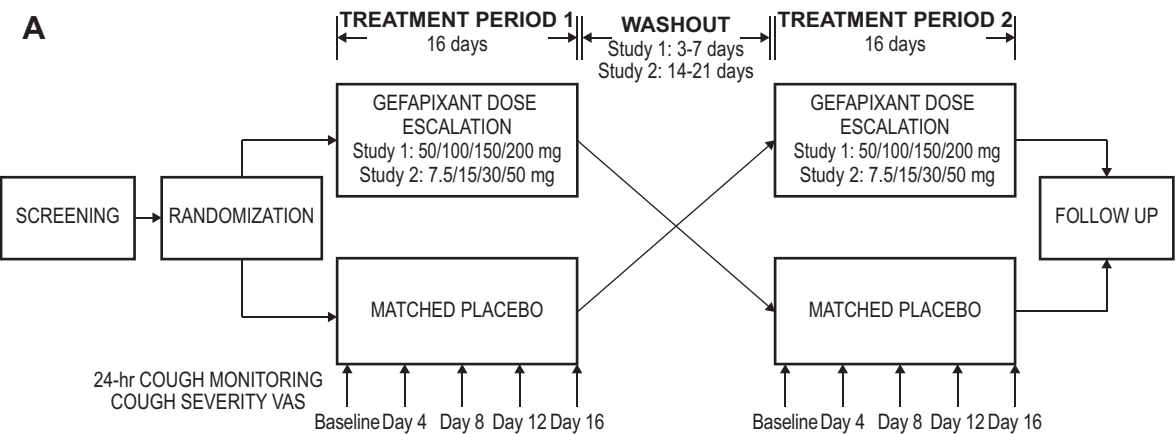 A
TREATMENT PERIOD 1
16 days
WASHOUT
Study 1: 3-7 days
Study 2: 14-21 days
TREATMENT PERIOD 2
16 days
SCREENING
RANDOMIZATION
GEFAPIXANT DOSE
ESCALATION
Study 1: 50/100/150/200 mg
Study 2: 7.5/15/30/50 mg
MATCHED PLACEBO
GEFAPIXANT DOSE
ESCALATION
Study 1: 50/100/150/200 mg
Study 2: 7.5/15/30/50 mg
MATCHED PLACEBO
FOLLOW UP
24-hr COUGH MONITORING
COUGH SEVERITY VAS
Baseline Day 4 Day 8 Day 12 Day 16
Baseline Day 4 Day 8 Day 12 Day 16